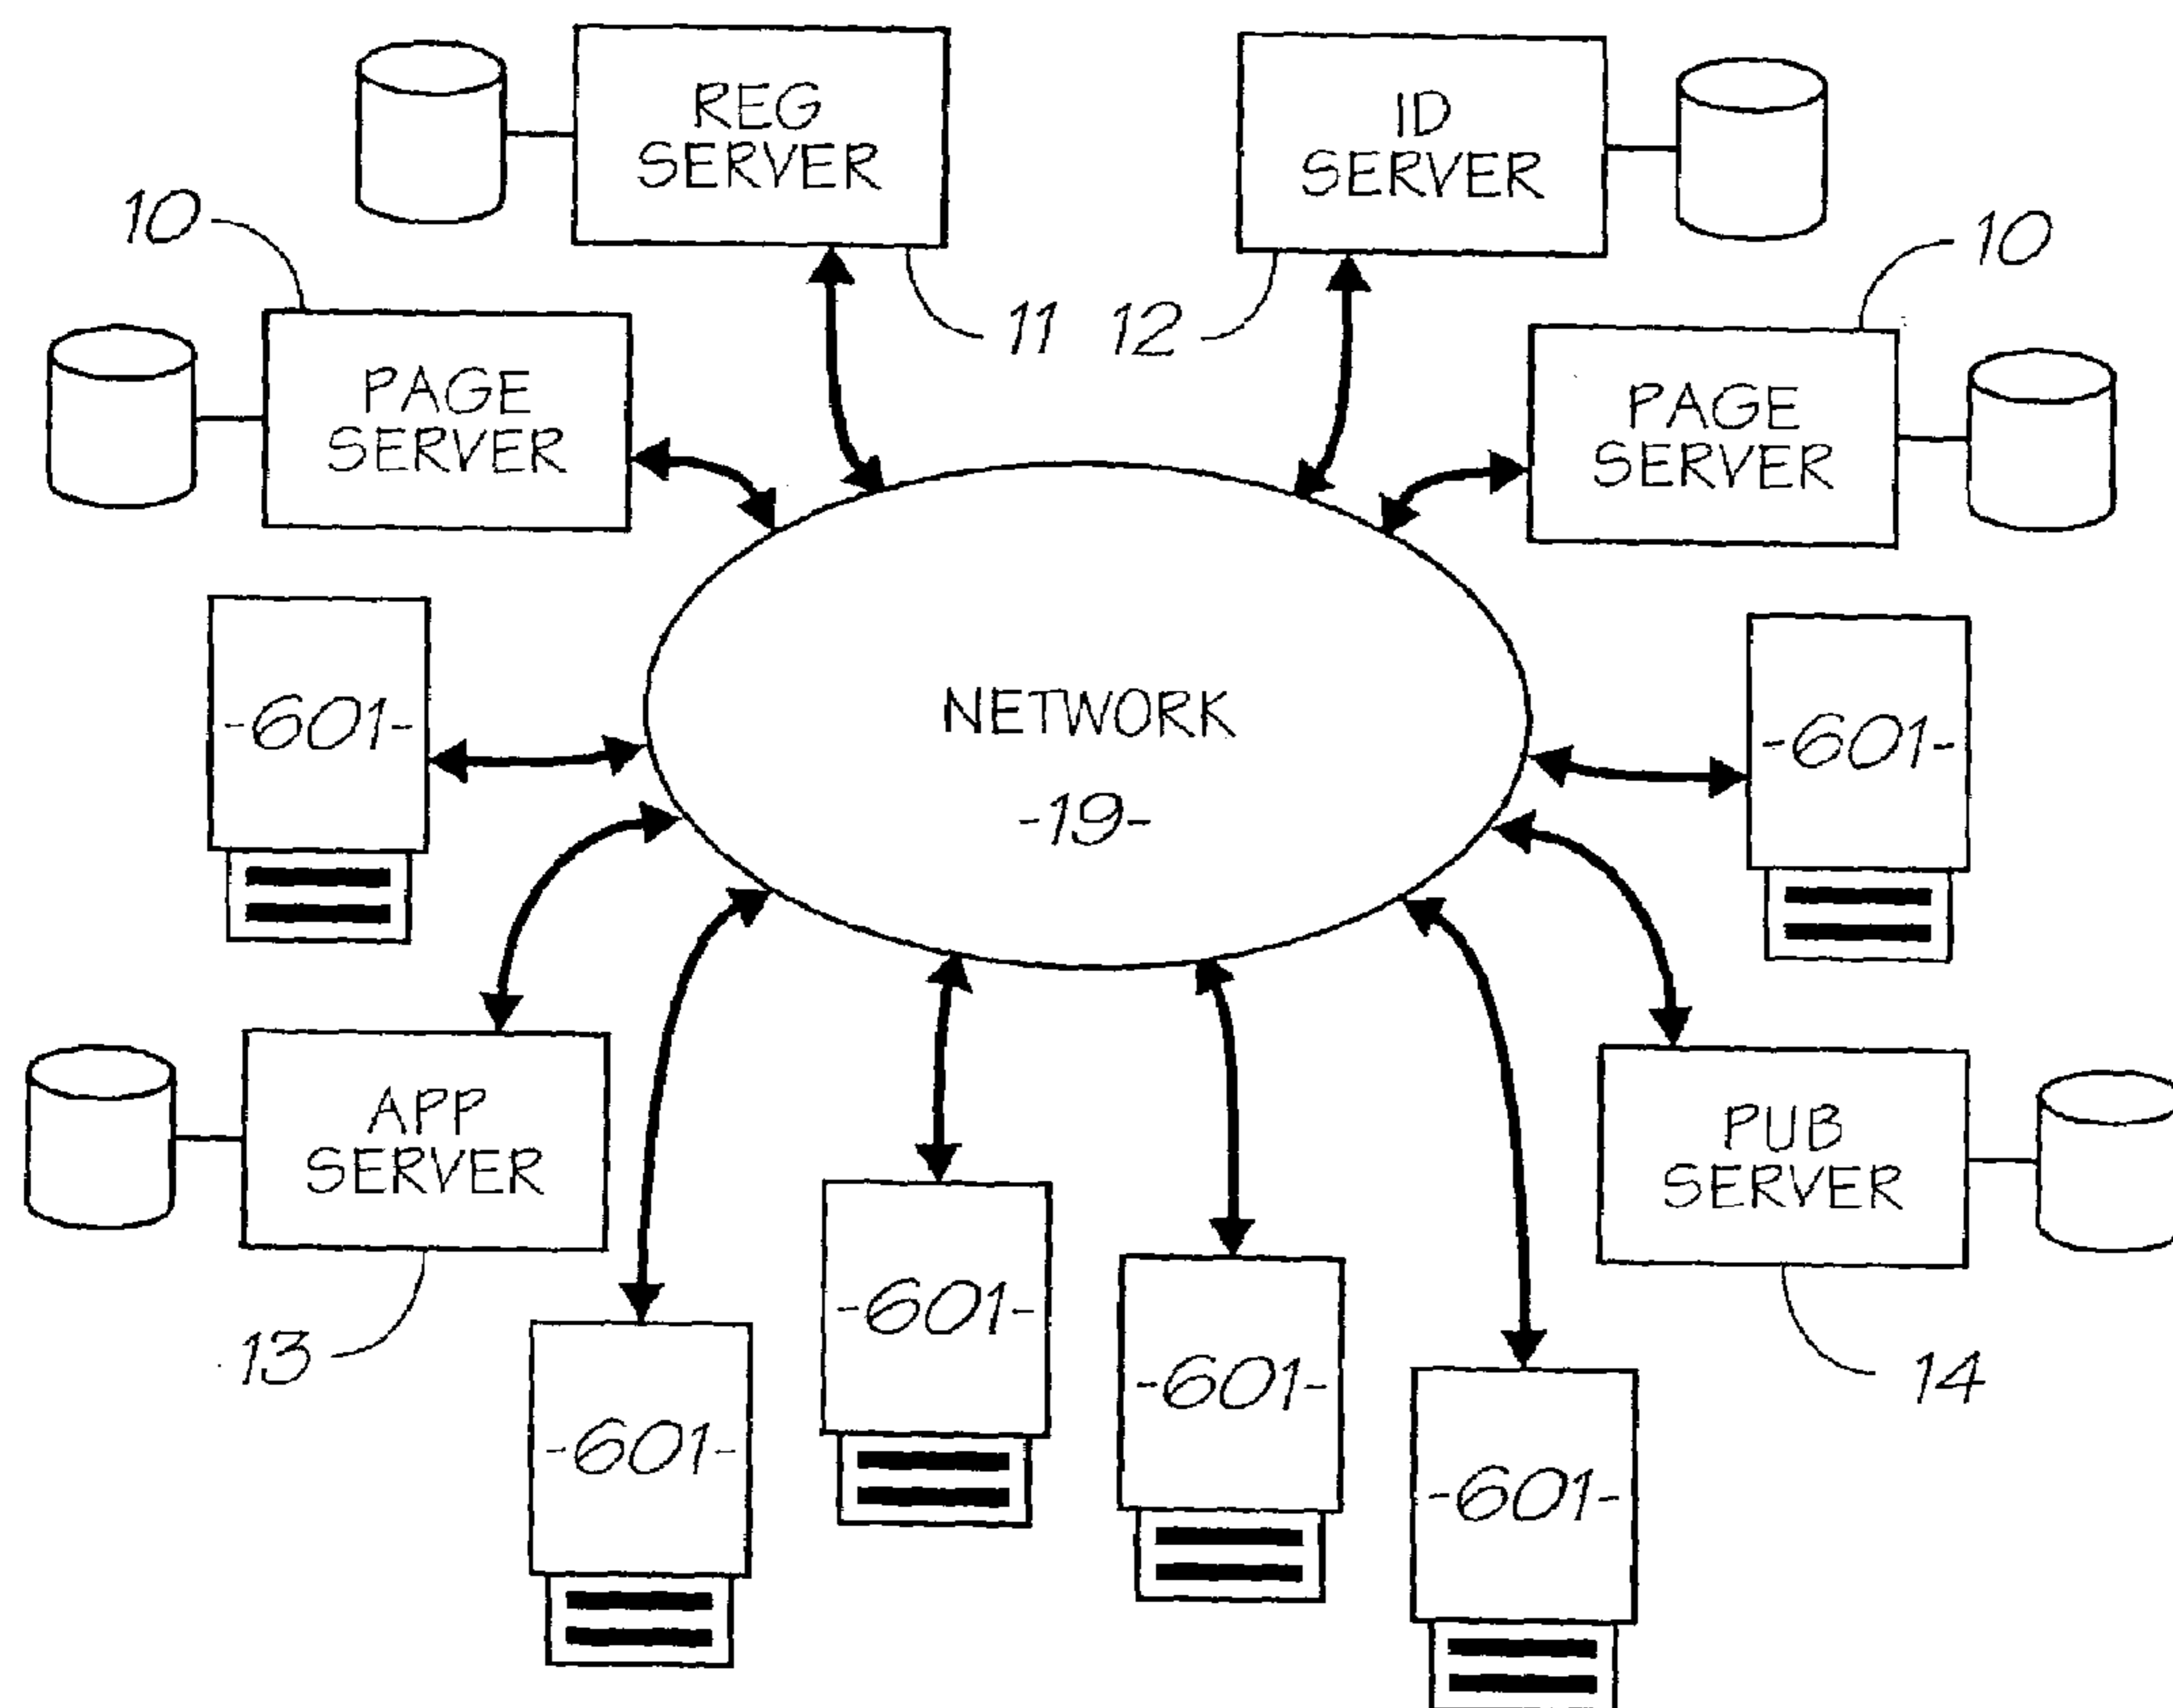 REG
SERVER
ID
SERVER
10
10
11
12
PAGE
SERVER
PAGE
SERVER
-601-
NETWORK
-19-
-601-
APP
SERVER
PUB
SERVER
13
-601-
-601-
-601-
-601-
14